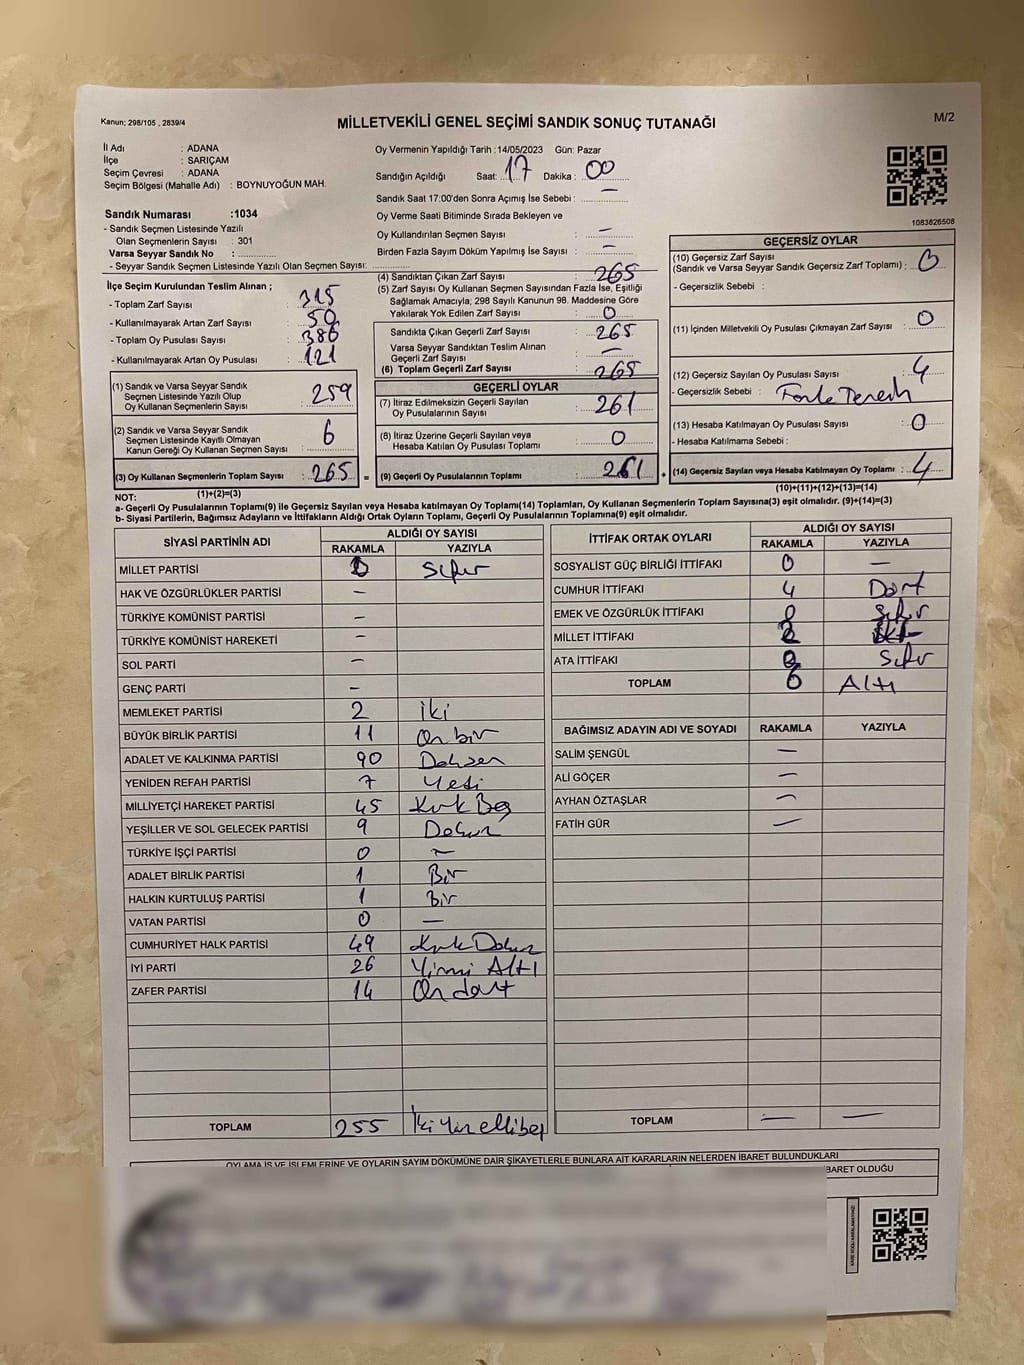 Kanun; 298/105 , 2839/4
MİLLETVEKİLİ GENEL SEÇİMİ SANDIK SONUÇ TUTANAĞI
M/2
İl Adı : ADANA
İlçe : SARIÇAM
Seçim Çevresi : ADANA
Seçim Bölgesi (Mahalle Adı) : BOYNUYOĞUN MAH.
Sandık Numarası :1034
- Sandık Seçmen Listesinde Yazılı
Olan Seçmenlerin Sayısı : 301
Varsa Seyyar Sandık No :
- Seyyar Sandık Seçmen Listesinde Yazılı Olan Seçmen Sayısı:
Oy Vermenin Yapıldığı Tarih :14/05/2023 Gün: Pazar
Sandığın Açıldığı Saat: 17 Dakika : 00
Sandık Saat 17:00'den Sonra Açımış İse Sebebi : —
Oy Verme Saati Bitiminde Sırada Bekleyen ve
Oy Kullandırılan Seçmen Sayısı : —
Birden Fazla Sayım Döküm Yapılmış İse Sayısı : —
1083826508
İlçe Seçim Kurulundan Teslim Alınan ;
- Toplam Zarf Sayısı : 315
- Kullanılmayarak Artan Zarf Sayısı : 50
- Toplam Oy Pusulası Sayısı : 386
- Kullanılmayarak Artan Oy Pusulası : 121
(1) Sandık ve Varsa Seyyar Sandık
Seçmen Listesinde Yazılı Olup
Oy Kullanan Seçmenlerin Sayısı : 259
(2) Sandık ve Varsa Seyyar Sandık
Seçmen Listesinde Kayıtlı Olmayan
Kanun Gereği Oy Kullanan Seçmen Sayısı : 6
(3) Oy Kullanan Seçmenlerin Toplam Sayısı : 265 =
(4) Sandıktan Çıkan Zarf Sayısı : 265
(5) Zarf Sayısı Oy Kullanan Seçmen Sayısından Fazla İse, Eşitliği
Sağlamak Amacıyla; 298 Sayılı Kanunun 98. Maddesine Göre
Yakılarak Yok Edilen Zarf Sayısı : 0
Sandıkta Çıkan Geçerli Zarf Sayısı : 265
Varsa Seyyar Sandıktan Teslim Alınan
Geçerli Zarf Sayısı : —
(6) Toplam Geçerli Zarf Sayısı : 265
GEÇERLİ OYLAR
(7) İtiraz Edilmeksizin Geçerli Sayılan
Oy Pusulalarının Sayısı : 261
(8) İtiraz Üzerine Geçerli Sayılan veya
Hesaba Katılan Oy Pusulası Toplamı : 0
(9) Geçerli Oy Pusulalarının Toplamı : 261 +
GEÇERSİZ OYLAR
(10) Geçersiz Zarf Sayısı
(Sandık ve Varsa Seyyar Sandık Geçersiz Zarf Toplamı) : 0
- Geçersizlik Sebebi :
(11) İçinden Milletvekili Oy Pusulası Çıkmayan Zarf Sayısı : 0
(12) Geçersiz Sayılan Oy Pusulası Sayısı : 4
- Geçersizlik Sebebi :
(13) Hesaba Katılmayan Oy Pusulası Sayısı : 0
- Hesaba Katılmama Sebebi :
(14) Geçersiz Sayılan veya Hesaba Katılmayan Oy Toplamı : 4
NOT: (1)+(2)=(3)
(10)+(11)+(12)+(13)=(14)
a- Geçerli Oy Pusulalarının Toplamı(9) ile Geçersiz Sayılan veya Hesaba katılmayan Oy Toplamı(14) Toplamları, Oy Kullanan Seçmenlerin Toplam Sayısına(3) eşit olmalıdır. (9)+(14)=(3)
b- Siyasi Partilerin, Bağımsız Adayların ve İttifakların Aldığı Ortak Oyların Toplamı, Geçerli Oy Pusulalarının Toplamına(9) eşit olmalıdır.
SİYASİ PARTİNİN ADI ALDIĞI OY SAYISI
RAKAMLA YAZIYLA
MİLLET PARTİSİ 0 Sıfır
HAK VE ÖZGÜRLÜKLER PARTİSİ —
TÜRKİYE KOMÜNİST PARTİSİ —
TÜRKİYE KOMÜNİST HAREKETİ —
SOL PARTİ —
GENÇ PARTİ —
MEMLEKET PARTİSİ 2 İki
BÜYÜK BİRLİK PARTİSİ 11 On bir
ADALET VE KALKINMA PARTİSİ 90 Doksan
YENİDEN REFAH PARTİSİ 7 Yedi
MİLLİYETÇİ HAREKET PARTİSİ 45 Kırk Beş
YEŞİLLER VE SOL GELECEK PARTİSİ 9 Dokuz
TÜRKİYE İŞÇİ PARTİSİ 0 —
ADALET BİRLİK PARTİSİ 1 Bir
HALKIN KURTULUŞ PARTİSİ 1 Bir
VATAN PARTİSİ 0 —
CUMHURİYET HALK PARTİSİ 49 Kırk Dokuz
İYİ PARTİ 26 Yirmi Altı
ZAFER PARTİSİ 14 On dört
TOPLAM 255 İki Yüz ellibeş
İTTİFAK ORTAK OYLARI ALDIĞI OY SAYISI
RAKAMLA YAZIYLA
SOSYALİST GÜÇ BİRLİĞİ İTTİFAKI 0 —
CUMHUR İTTİFAKI 4 Dört
EMEK VE ÖZGÜRLÜK İTTİFAKI 0 Sıfır
MİLLET İTTİFAKI 2 İki
ATA İTTİFAKI 0 Sıfır
TOPLAM 6 Altı
BAĞIMSIZ ADAYIN ADI VE SOYADI RAKAMLA YAZIYLA
SALİM ŞENGÜL —
ALİ GÖÇER —
AYHAN ÖZTAŞLAR —
FATİH GÜR —
TOPLAM — —
OYLAMA İŞ VE İŞLEMLERİNE VE OYLARIN SAYIM DÖKÜMÜNE DAİR ŞİKAYETLERLE BUNLARA AİT KARARLARIN NELERDEN İBARET BULUNDUKLARI
BARET OLDUĞU